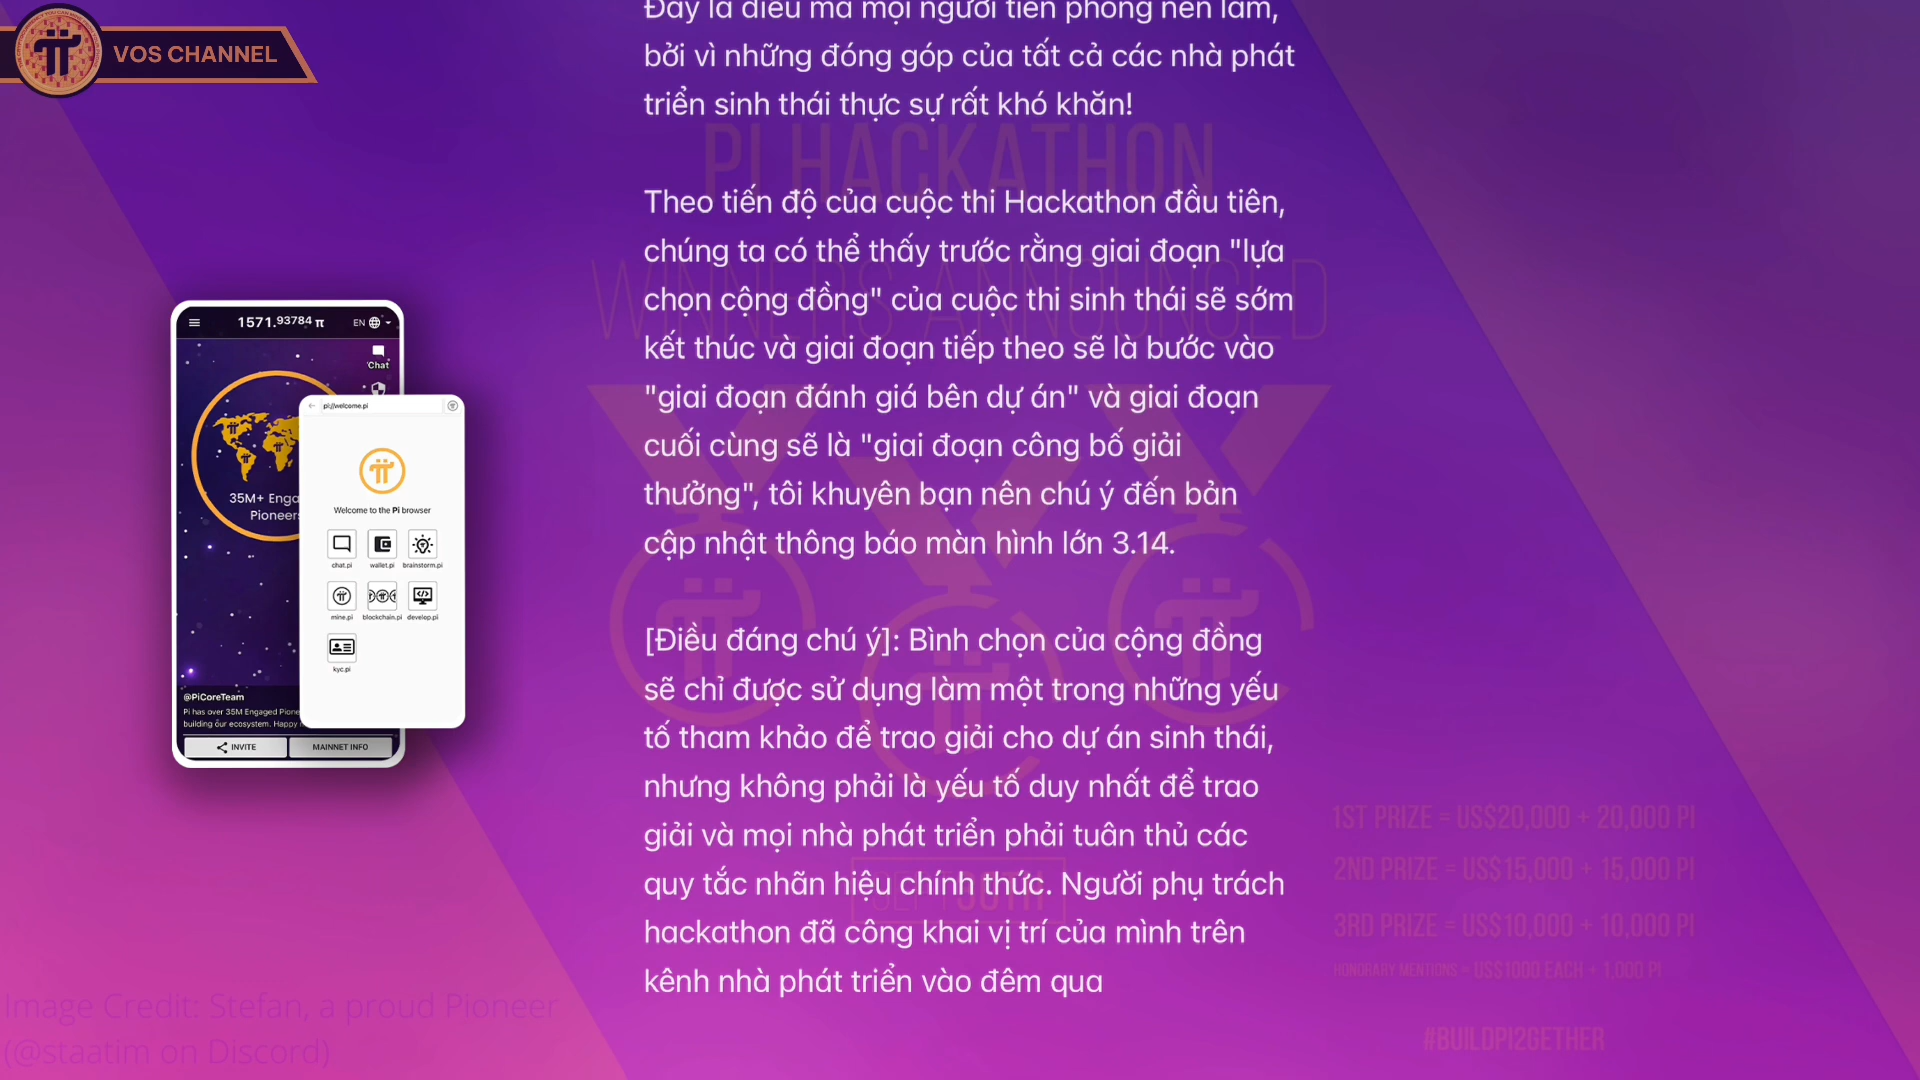 VOS CHANNEL
Đây là điều mà mọi người tiên phong nên làm,
bởi vì những đóng góp của tất cả các nhà phát
triển sinh thái thực sự rất khó khăn!
PI HACKATHON
WINNERS ANNOUNCED
Theo tiến độ của cuộc thi Hackathon đầu tiên,
chúng ta có thể thấy trước rằng giai đoạn "lựa
chọn cộng đồng" của cuộc thi sinh thái sẽ sớm
kết thúc và giai đoạn tiếp theo sẽ là bước vào
"giai đoạn đánh giá bên dự án" và giai đoạn
cuối cùng sẽ là "giai đoạn công bố giải
thưởng", tôi khuyên bạn nên chú ý đến bản
cập nhật thông báo màn hình lớn 3.14.
[Điều đáng chú ý]: Bình chọn của cộng đồng
sẽ chỉ được sử dụng làm một trong những yếu
tố tham khảo để trao giải cho dự án sinh thái,
nhưng không phải là yếu tố duy nhất để trao
giải và mọi nhà phát triển phải tuân thủ các
quy tắc nhãn hiệu chính thức. Người phụ trách
hackathon đã công khai vị trí của mình trên
kênh nhà phát triển vào đêm qua
1571.93784 π
EN
Chat
35M+ Enga
Pioneers
pi://welcome.pi
Welcome to the Pi browser
chat.pi wallet.pi brainstorm.pi
mine.pi blockchain.pi develop.pi
kyc.pi
@PiCoreTeam
Pi has over 35M Engaged Pione
building our ecosystem. Happy
INVITE
MAINNET INFO
1ST PRIZE = US$20,000 + 20,000 PI
2ND PRIZE = US$15,000 + 15,000 PI
3RD PRIZE = US$10,000 + 10,000 PI
HONORARY MENTIONS = US$1000 EACH + 1,000 PI
#BUILDPI2GETHER
Image Credit: Stefan, a proud Pioneer
(@staatim on Discord)